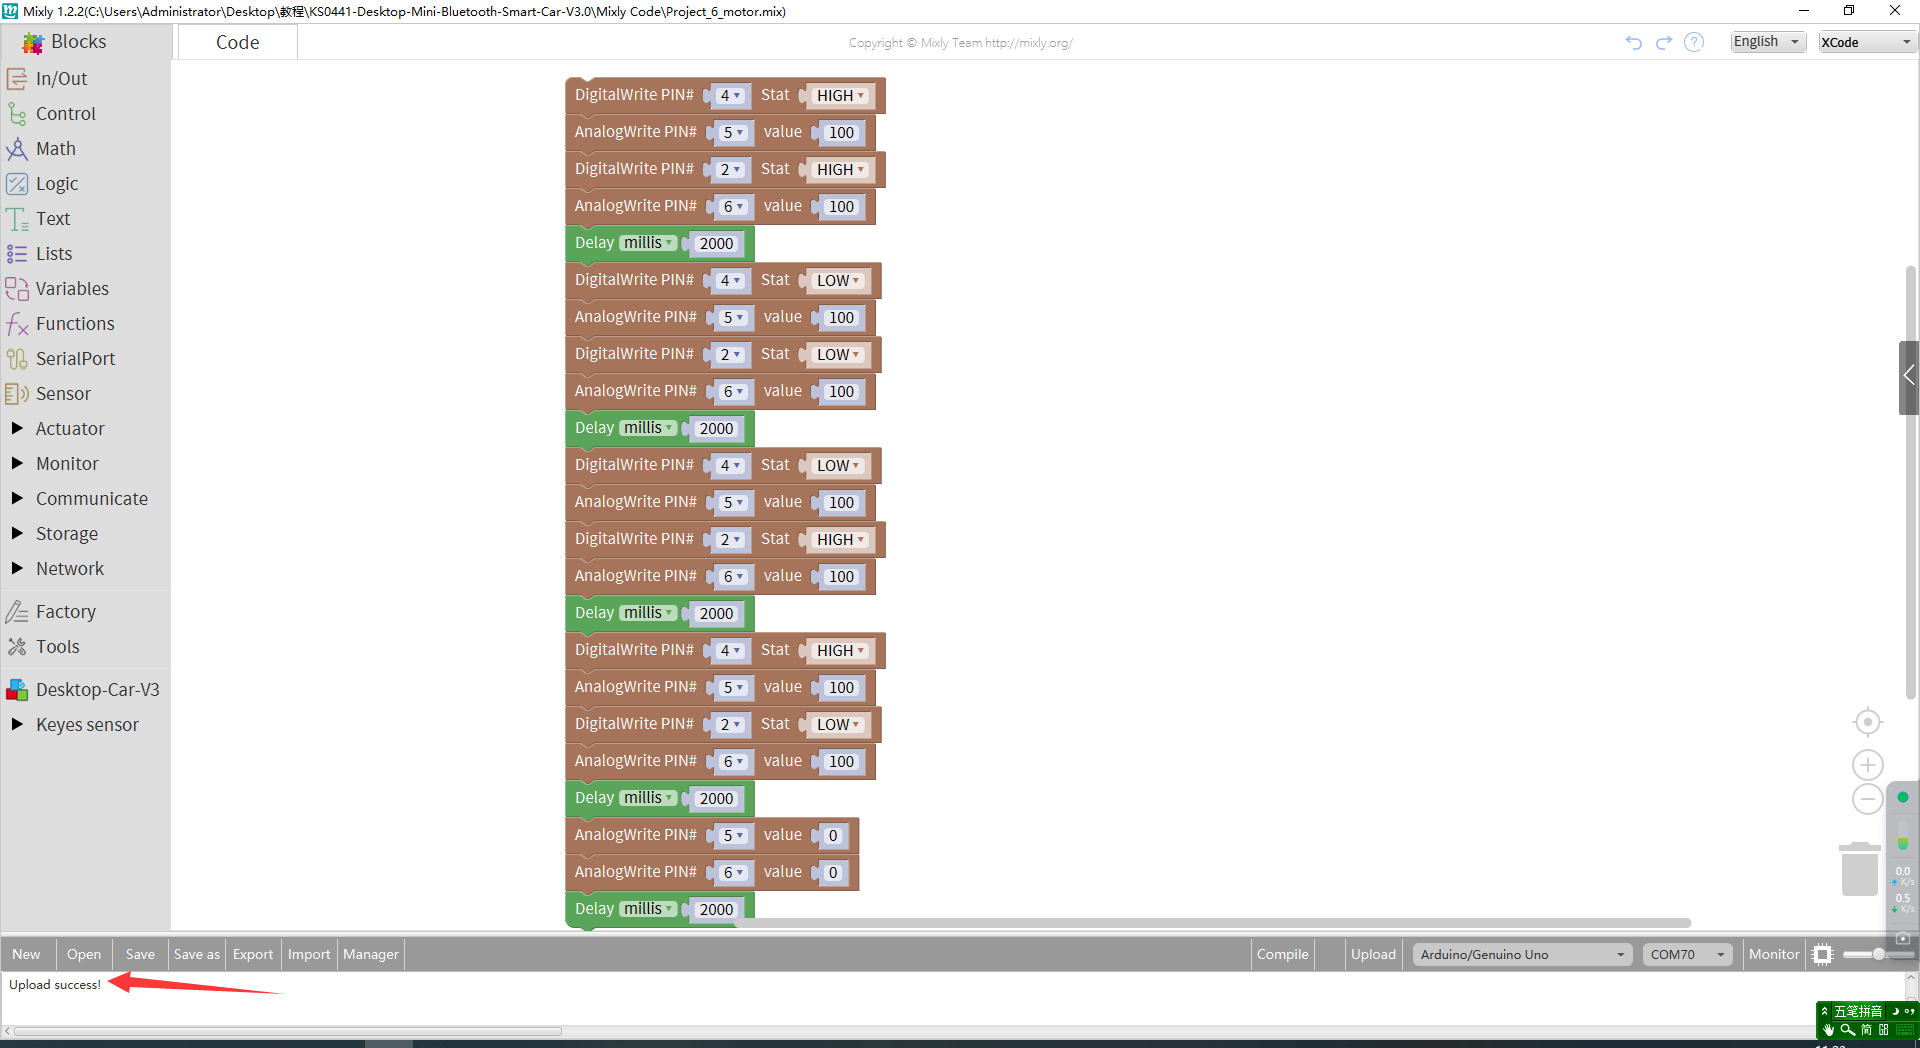 Mixly 1.2.2(C:\Users\Administrator\Desktop\教程\KS0441-Desktop-Mini-Bluetooth-Smart-Car-V3.0\Mixly Code\Project_6_motor.mix)
Blocks
Code
Copyright © Mixly Team http://mixly.org/
English
XCode
In/Out
Control
Math
Logic
Text
Lists
Variables
Functions
SerialPort
Sensor
Actuator
Monitor
Communicate
Storage
Network
Factory
Tools
Desktop-Car-V3
Keyes sensor
DigitalWrite PIN# 4 Stat HIGH
AnalogWrite PIN# 5 value 100
DigitalWrite PIN# 2 Stat HIGH
AnalogWrite PIN# 6 value 100
Delay millis 2000
DigitalWrite PIN# 4 Stat LOW
AnalogWrite PIN# 5 value 100
DigitalWrite PIN# 2 Stat LOW
AnalogWrite PIN# 6 value 100
Delay millis 2000
DigitalWrite PIN# 4 Stat LOW
AnalogWrite PIN# 5 value 100
DigitalWrite PIN# 2 Stat HIGH
AnalogWrite PIN# 6 value 100
Delay millis 2000
DigitalWrite PIN# 4 Stat HIGH
AnalogWrite PIN# 5 value 100
DigitalWrite PIN# 2 Stat LOW
AnalogWrite PIN# 6 value 100
Delay millis 2000
AnalogWrite PIN# 5 value 0
AnalogWrite PIN# 6 value 0
Delay millis 2000
0.0
K/s
0.5
K/s
New Open Save Save as Export Import Manager Compile Upload Arduino/Genuino Uno COM70 Monitor
Upload success!
五笔拼音
简